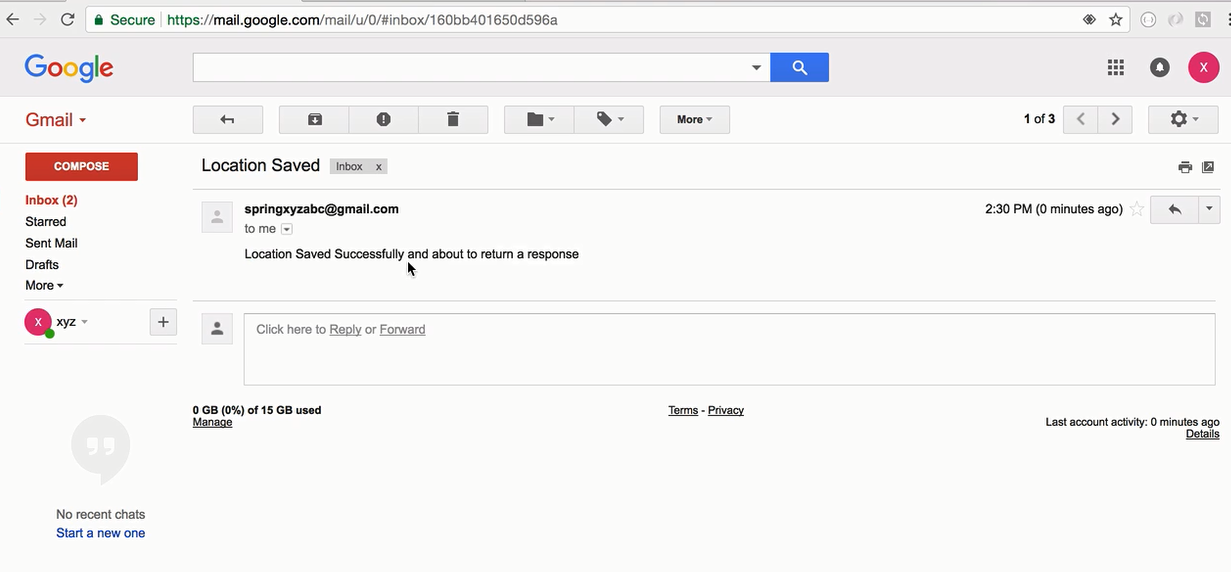 Secure https://mail.google.com/mail/u/0/#inbox/160bb401650d596a
Google
X
Gmail
More
1 of 3
COMPOSE
Location Saved Inbox x
Inbox (2)
Starred
Sent Mail
Drafts
More
springxyzabc@gmail.com
2:30 PM (0 minutes ago)
to me
Location Saved Successfully and about to return a response
X xyz
+
Click here to Reply or Forward
0 GB (0%) of 15 GB used
Manage
Terms - Privacy
Last account activity: 0 minutes ago
Details
No recent chats
Start a new one